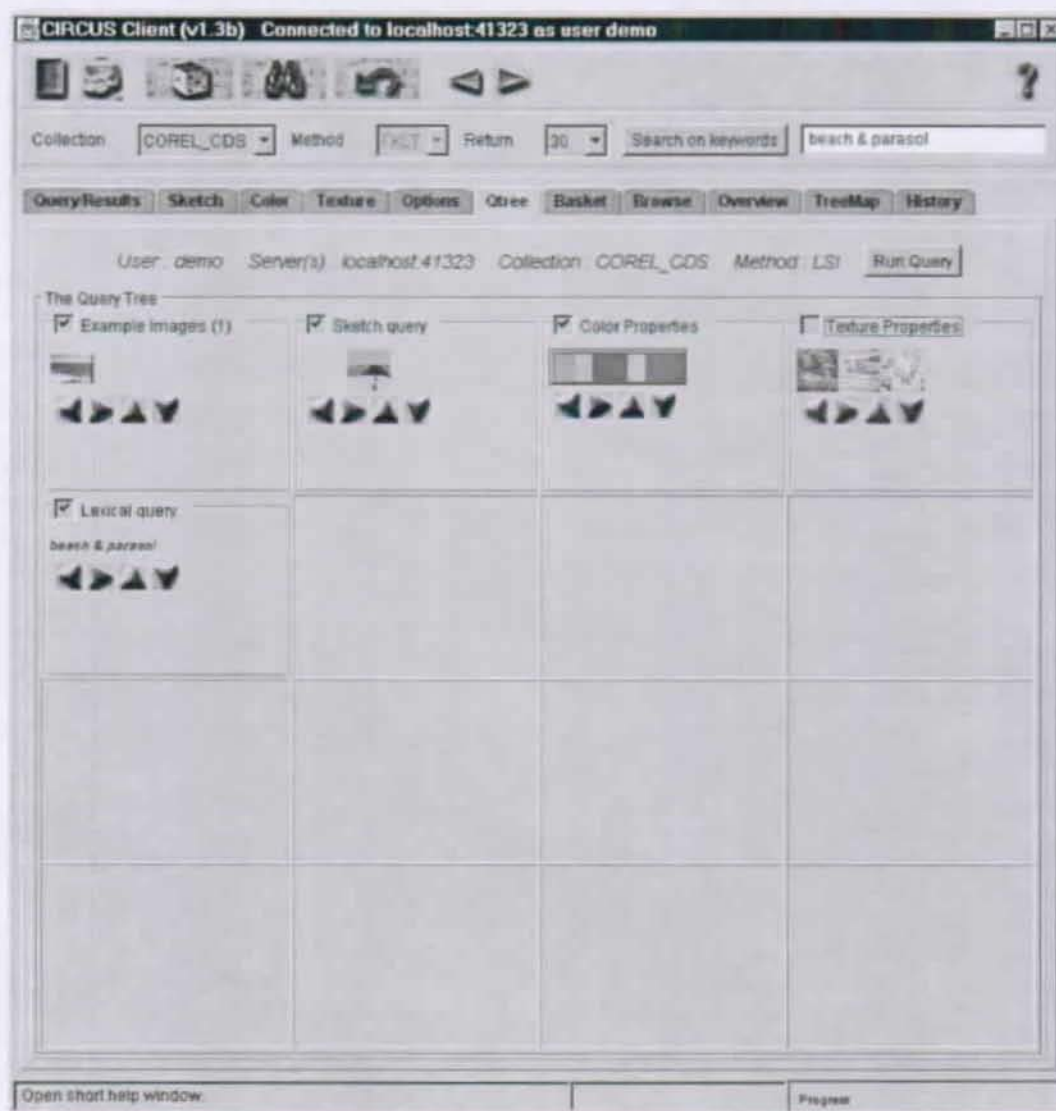 CIRCUS Client (v1.3b) Connected to localhost:41323 as user demo
?
Collection COREL_CDS Method TXET Return 30 Search on keywords beach & parasol
Query/Results Sketch Color Texture Options Qtree Basket Browse Overview TreeMap History
User : demo Server(s) : localhost:41323 Collection : COREL_CDS Method : LSI Run Query
The Query Tree
Example Images (1) Sketch query Color Properties Texture Properties
Lexical query
beach & parasol
Open short help window. Progress